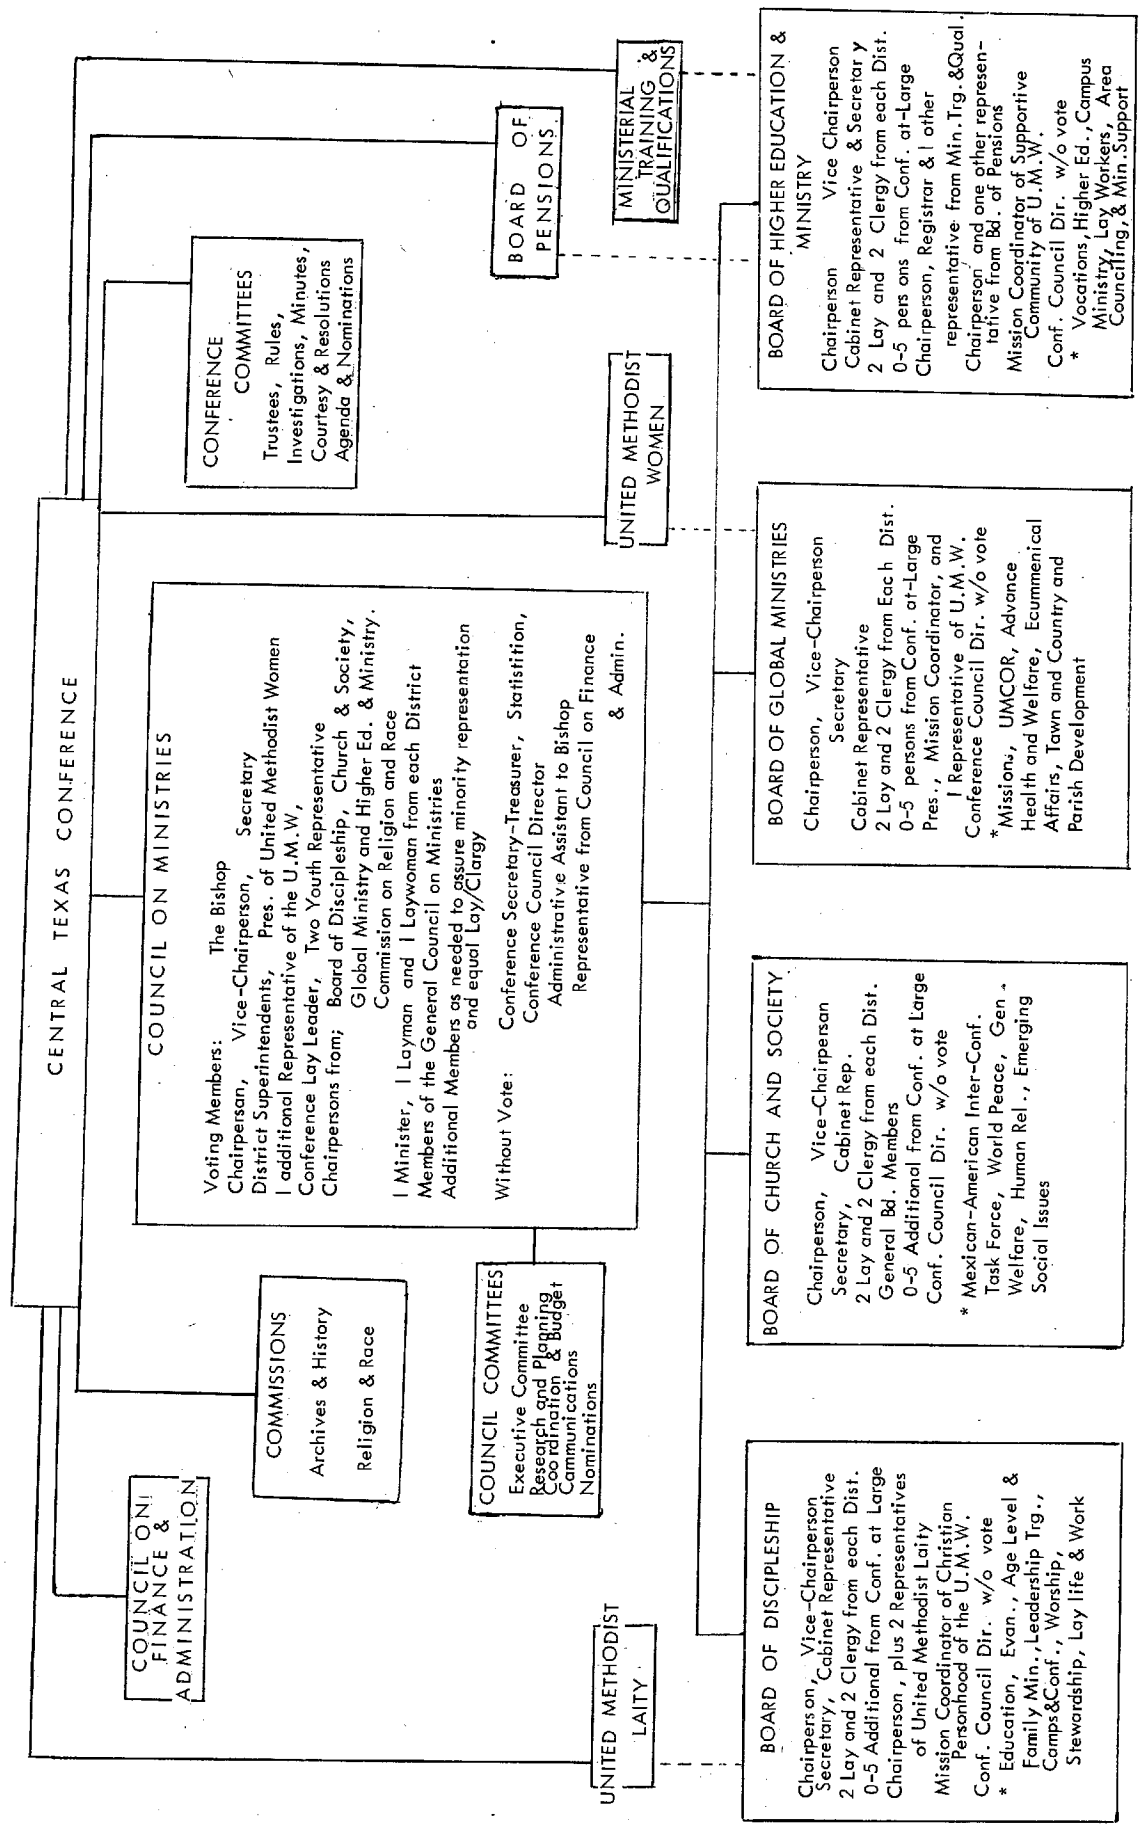 CENTRAL TEXAS CONFERENCE
COUNCIL ON
FINANCE &
ADMINISTRATION
COMMISSIONS
Archives & History
Religion & Race
COUNCIL ON MINISTRIES
Voting Members: The Bishop
Chairpersan, Vice-Chairperson, Secretary
District Superintendents, Pres. of United Methodist Women
1 additional Representative of the U.M.W,
Conference Lay Leader, Two Youth Representative
Chairpersons from; Board of Discipleship, Church & Society,
Global Ministry and Higher Ed. & Ministry.
Commission on Religion and Race
1 Minister, 1 Layman and 1 Laywoman from each District
Members of the General Council on Ministries
Additional Members as needed to assure minority representation
and equal Lay/Clargy
Without Vote: Conference Secretary-Treasurer, Statistition,
Conference Council Director
Administrative Assistant to Bishop
Representative from Council on Finance
& Admin.
CONFERENCE
COMMITTEES
Trustees, Rules,
Investigations, Minutes,
Courtesy & Resolutions
Agenda & Nominations
COUNCIL COMMITTEES
Executive Committee
Research and Planning
Coordination & Budget
Cammunications
Nominations
UNITED METHODIST
LAITY
UNITED METHODIST
WOMEN
BOARD OF
PENSIONS
MINISTERIAL
TRAINING &
QUALIFICATIONS
BOARD OF DISCIPLESHIP
Chairperson, Vice-Chairperson
Secretary, Cabinet Representative
2 Lay and 2 Clergy from each Dist.
0-5 Additional from Conf. at Large
Chairperson, plus 2 Representatives
of United Methodist Laity
Mission Coordinator of Christian
Personhood of the U.M.W.
Conf. Council Dir. w/o vote
* Education, Evan., Age Level &
Family Min., Leadership Trg.,
Camps&Conf., Worship,
Stewardship, Lay life & Work
BOARD OF CHURCH AND SOCIETY
Chairperson, Vice-Chairpersan
Secretary, Cabinet Rep.
2 Lay and 2 Clergy from each Dist.
General Bd. Members
0-5 Additional from Conf. at Large
Conf. Council Dir. w/o vote
* Mexican-American Inter-Conf.
Task Force, World Peace, Gen.
Welfare, Human Rel., Emerging
Social Issues
BOARD OF GLOBAL MINISTRIES
Chairperson, Vice-Chairperson
Secretary
Cabinet Representative
2 Lay and 2 Clergy from Each Dist.
0-5 persons from Conf. at-Large
Pres., Mission Coordinator, and
1 Representative of U.M.W.
Conference Council Dir. w/o vote
* Missions, UMCOR, Advance
Health and Welfare, Ecummenical
Affairs, Tawn and Country and
Parish Development
BOARD OF HIGHER EDUCATION &
MINISTRY
Chairperson Vice Chairperson
Cabinet Representative & Secretary
2 Lay and 2 Clergy from each Dist.
0-5 persons from Conf. at-Large
Chairperson, Registrar & 1 other
representative from Min. Trg. &Qual.
Chairperson and one other represen-
tative from Bd. of Pensions
Mission Coordinator of Supportive
Community of U.M.W.
Conf. Council Dir. w/o vote
* Vocations, Higher Ed., Campus
Ministry, Lay Workers, Area
Counciling, & Min.Support